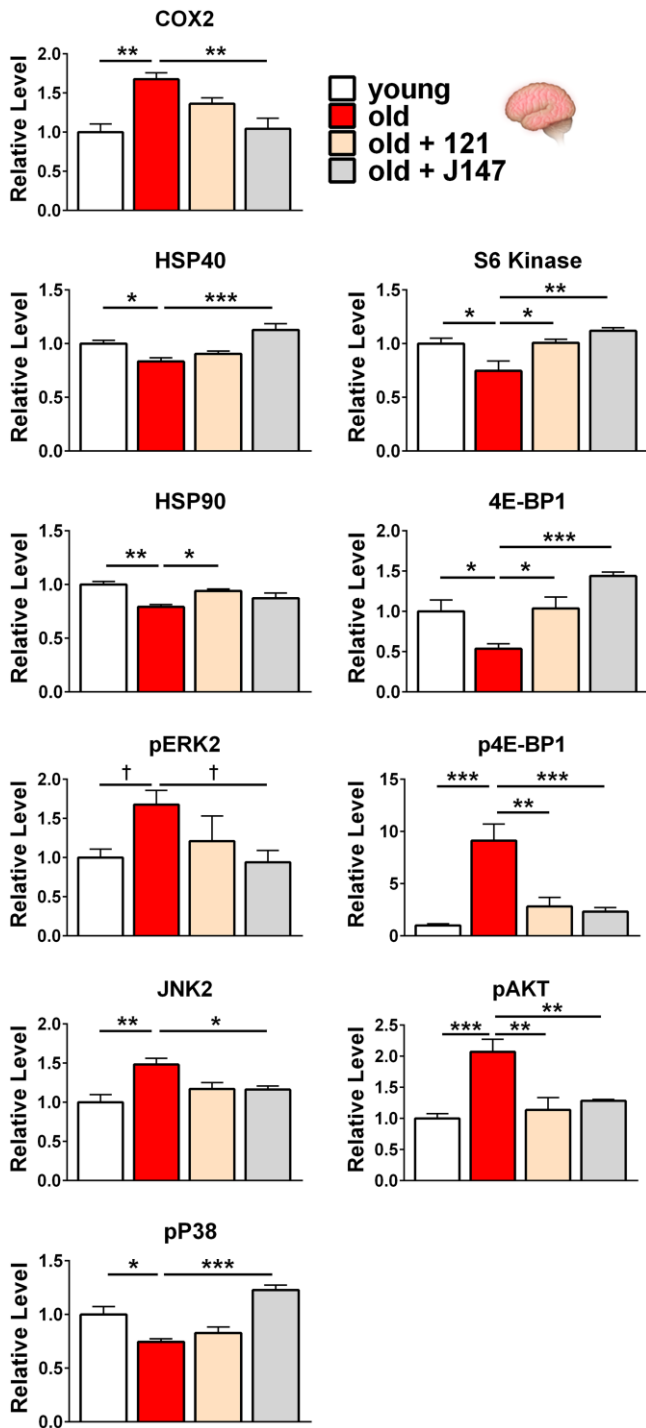 COX2
** **
Relative Level
2.0
1.5
1.0
0.5
0.0
young
old
old + 121
old + J147
HSP40
* ***
Relative Level
1.5
1.0
0.5
0.0
S6 Kinase
**
* *
Relative Level
1.5
1.0
0.5
0.0
HSP90
** *
Relative Level
1.5
1.0
0.5
0.0
4E-BP1
***
* *
Relative Level
2.0
1.5
1.0
0.5
0.0
pERK2
† †
Relative Level
2.0
1.5
1.0
0.5
0.0
p4E-BP1
*** ***
**
Relative Level
15
10
5
0
JNK2
** *
Relative Level
2.0
1.5
1.0
0.5
0.0
pAKT
**
*** **
Relative Level
2.5
2.0
1.5
1.0
0.5
0.0
pP38
* ***
Relative Level
1.5
1.0
0.5
0.0